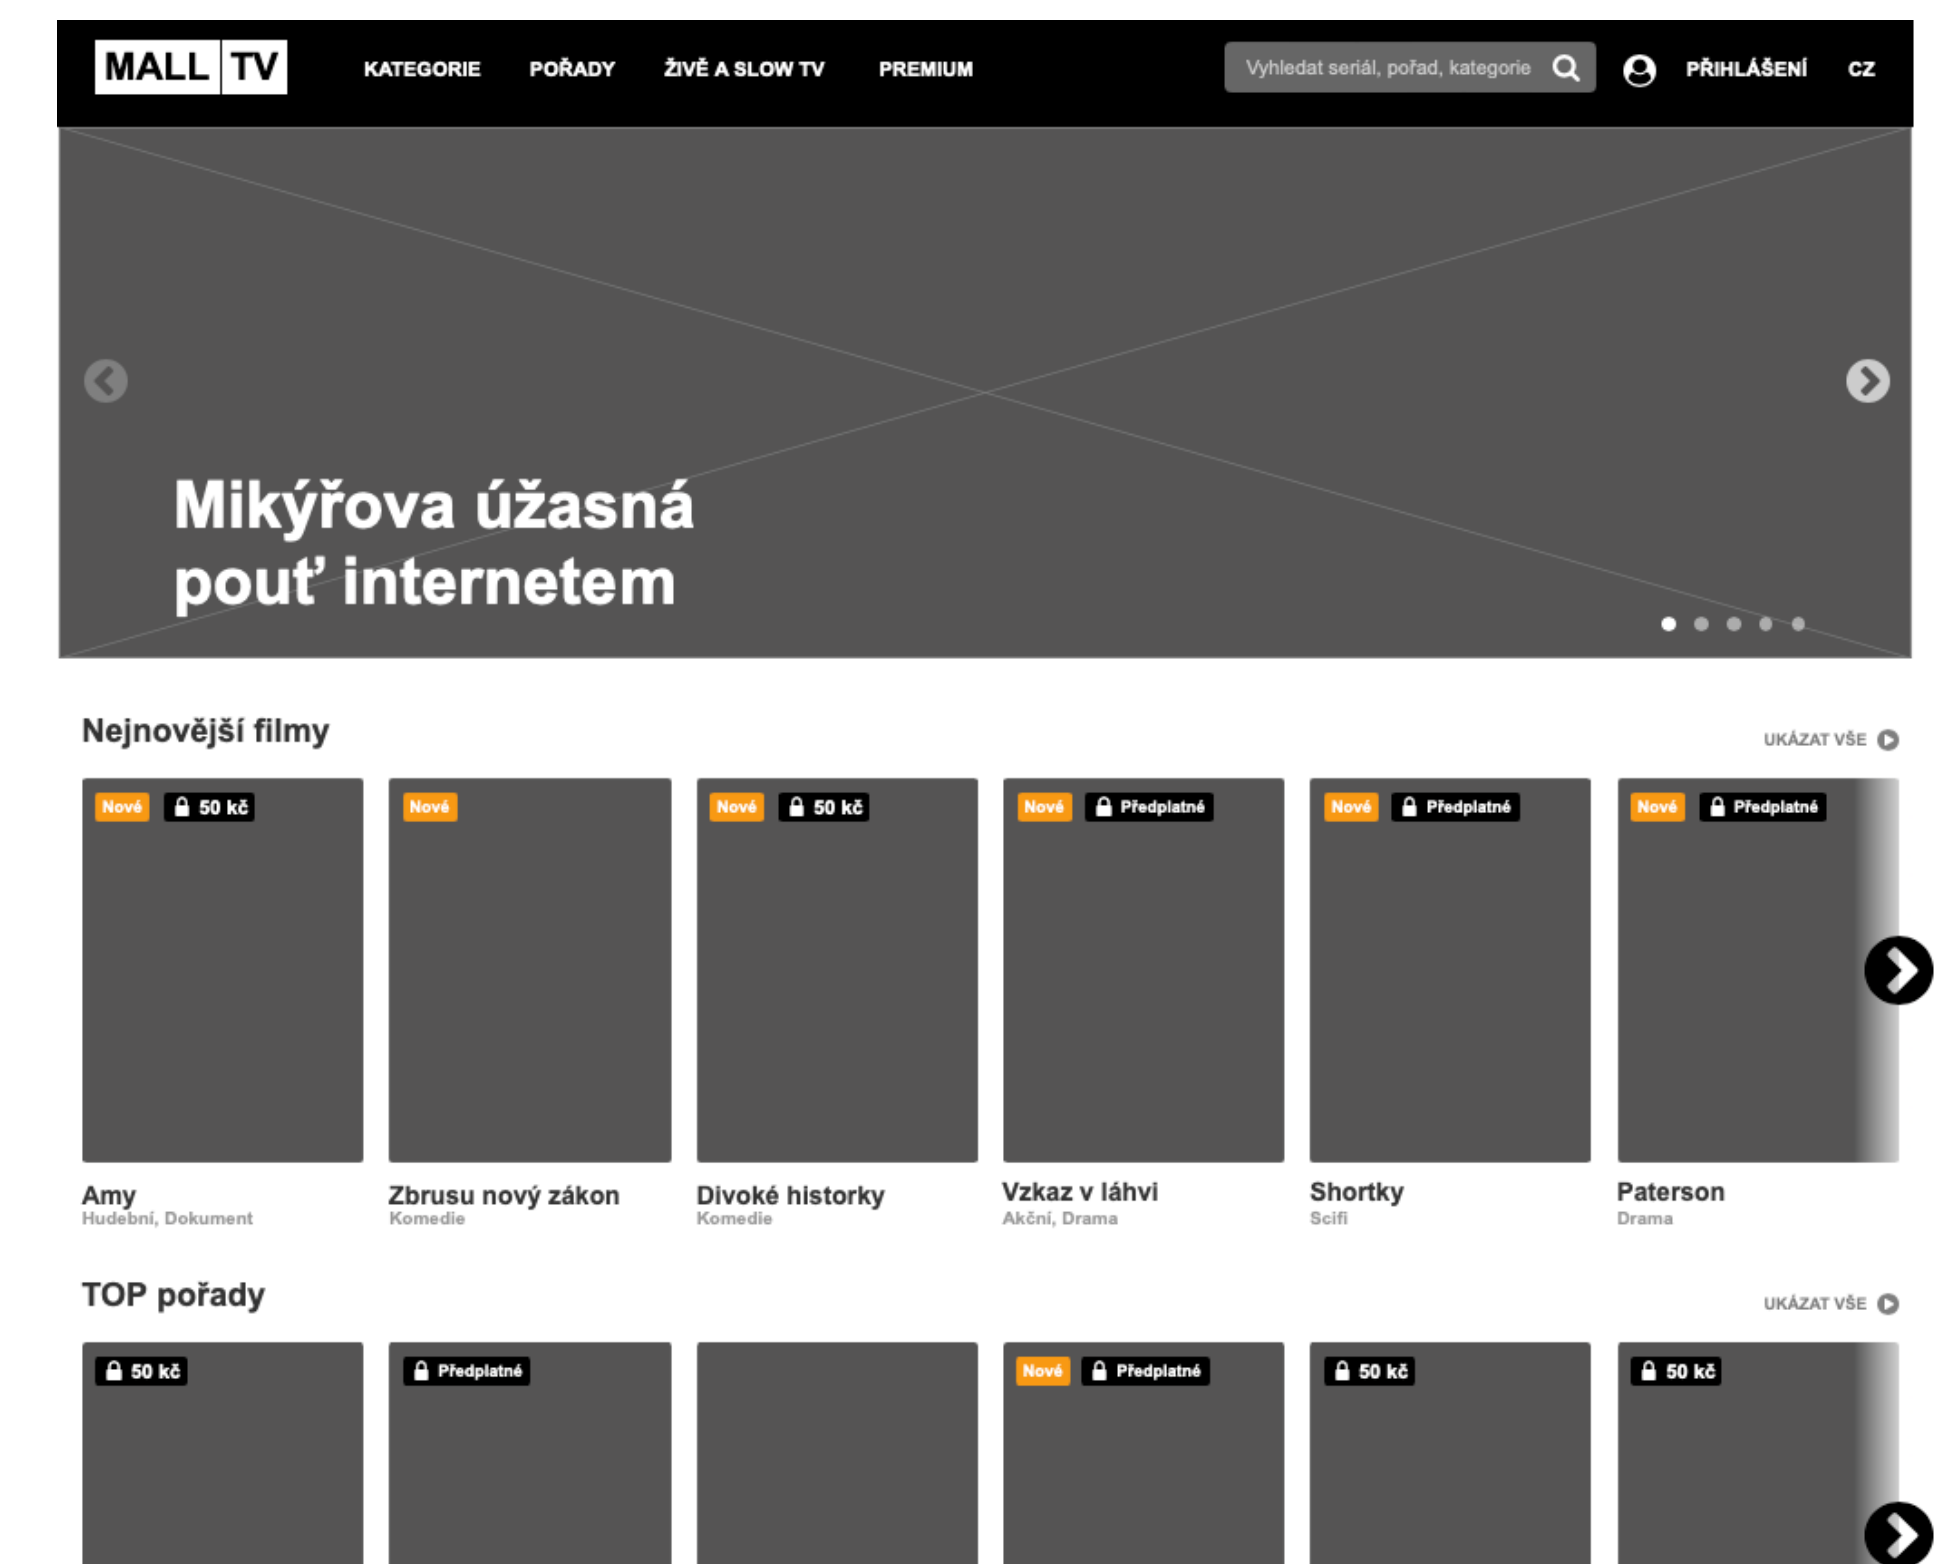 MALL TV
KATEGORIE
POŘADY
ŽIVĚ A SLOW TV
PREMIUM
Vyhledat seriál, pořad, kategorie
PŘIHLÁŠENÍ
CZ
Mikýřova úžasná
pouť internetem
Nejnovější filmy
UKÁZAT VŠE
Nové
50 kč
Nové
Nové
50 kč
Nové
Předplatné
Nové
Předplatné
Nové
Předplatné
Amy
Hudební, Dokument
Zbrusu nový zákon
Komedie
Divoké historky
Komedie
Vzkaz v láhvi
Akční, Drama
Shortky
Scifi
Paterson
Drama
TOP pořady
UKÁZAT VŠE
50 kč
Předplatné
Nové
Předplatné
50 kč
50 kč